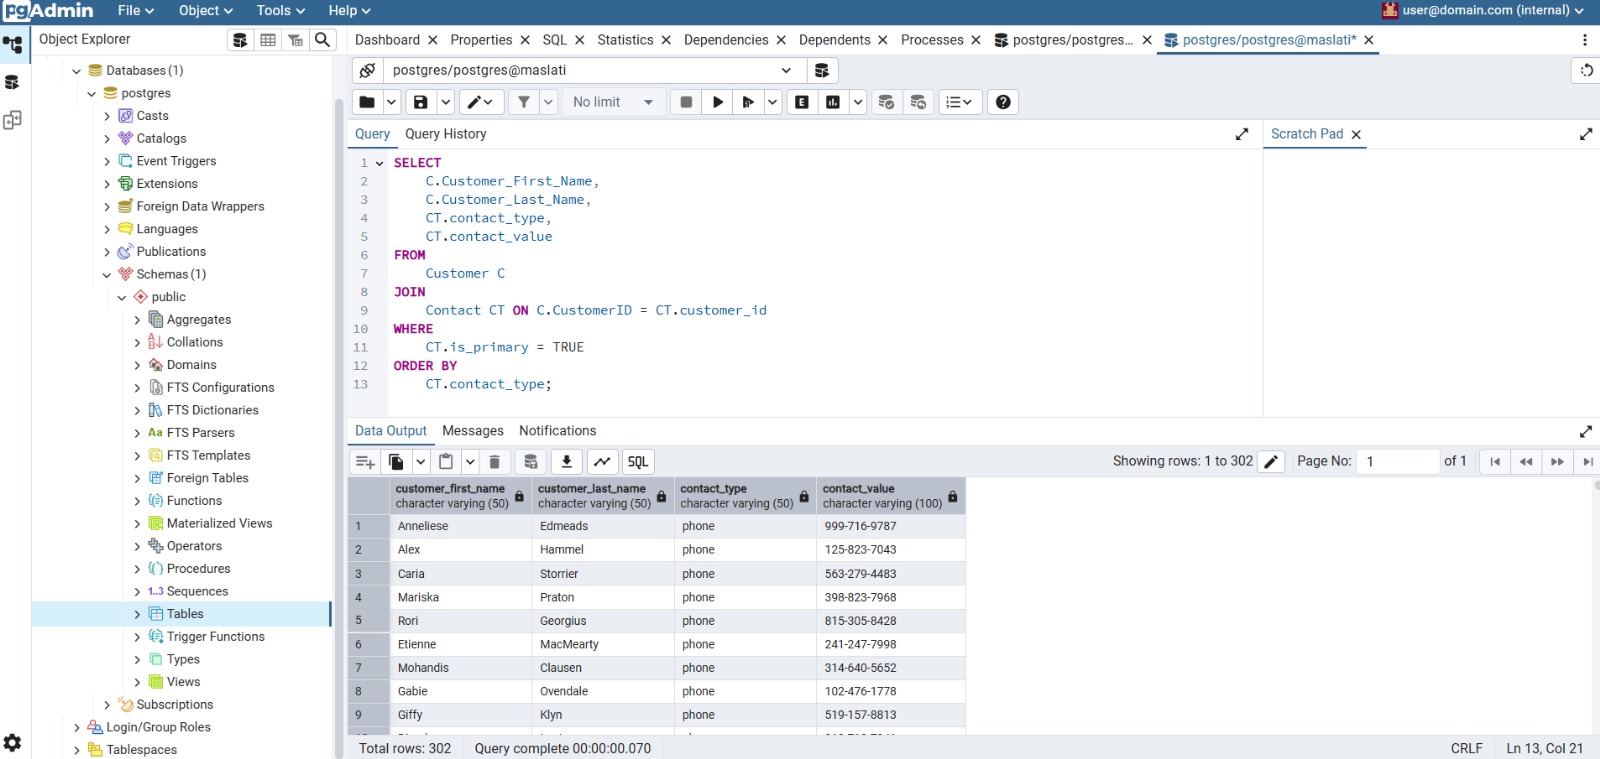 pgAdmin File Object Tools Help user@domain.com (internal)
Object Explorer
Dashboard Properties SQL Statistics Dependencies Dependents Processes postgres/postgres... postgres/postgres@maslati*
Databases (1)
postgres
Casts
Catalogs
Event Triggers
Extensions
Foreign Data Wrappers
Languages
Publications
Schemas (1)
public
Aggregates
Collations
Domains
FTS Configurations
FTS Dictionaries
Aa FTS Parsers
FTS Templates
Foreign Tables
Functions
Materialized Views
Operators
Procedures
1..3 Sequences
Tables
Trigger Functions
Types
Views
Subscriptions
Login/Group Roles
Tablespaces
postgres/postgres@maslati
No limit E
Query Query History
Scratch Pad
1 SELECT
2 C.Customer_First_Name,
3 C.Customer_Last_Name,
4 CT.contact_type,
5 CT.contact_value
6 FROM
7 Customer C
8 JOIN
9 Contact CT ON C.CustomerID = CT.customer_id
10 WHERE
11 CT.is_primary = TRUE
12 ORDER BY
13 CT.contact_type;
Data Output Messages Notifications
SQL Showing rows: 1 to 302 Page No: 1 of 1
customer_first_name customer_last_name contact_type contact_value
character varying (50) character varying (50) character varying (50) character varying (100)
1 Anneliese Edmeads phone 999-716-9787
2 Alex Hammel phone 125-823-7043
3 Caria Storrier phone 563-279-4483
4 Mariska Praton phone 398-823-7968
5 Rori Georgius phone 815-305-8428
6 Etienne MacMearty phone 241-247-7998
7 Mohandis Clausen phone 314-640-5652
8 Gabie Ovendale phone 102-476-1778
9 Giffy Klyn phone 519-157-8813
Total rows: 302 Query complete 00:00:00.070 CRLF Ln 13, Col 21